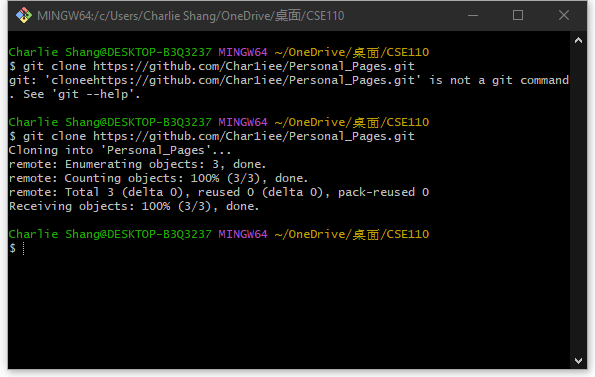 MINGW64:/c/Users/Charlie Shang/OneDrive/桌面/CSE110
Charlie Shang@DESKTOP-B3Q3237 MINGW64 ~/OneDrive/桌面/CSE110
$ git clone https://github.com/Char1iee/Personal_Pages.git
git: 'cloneehttps://github.com/Char1iee/Personal_Pages.git' is not a git command
. See 'git --help'.
Charlie Shang@DESKTOP-B3Q3237 MINGW64 ~/OneDrive/桌面/CSE110
$ git clone https://github.com/Char1iee/Personal_Pages.git
Cloning into 'Personal_Pages'...
remote: Enumerating objects: 3, done.
remote: Counting objects: 100% (3/3), done.
remote: Total 3 (delta 0), reused 0 (delta 0), pack-reused 0
Receiving objects: 100% (3/3), done.
Charlie Shang@DESKTOP-B3Q3237 MINGW64 ~/OneDrive/桌面/CSE110
$